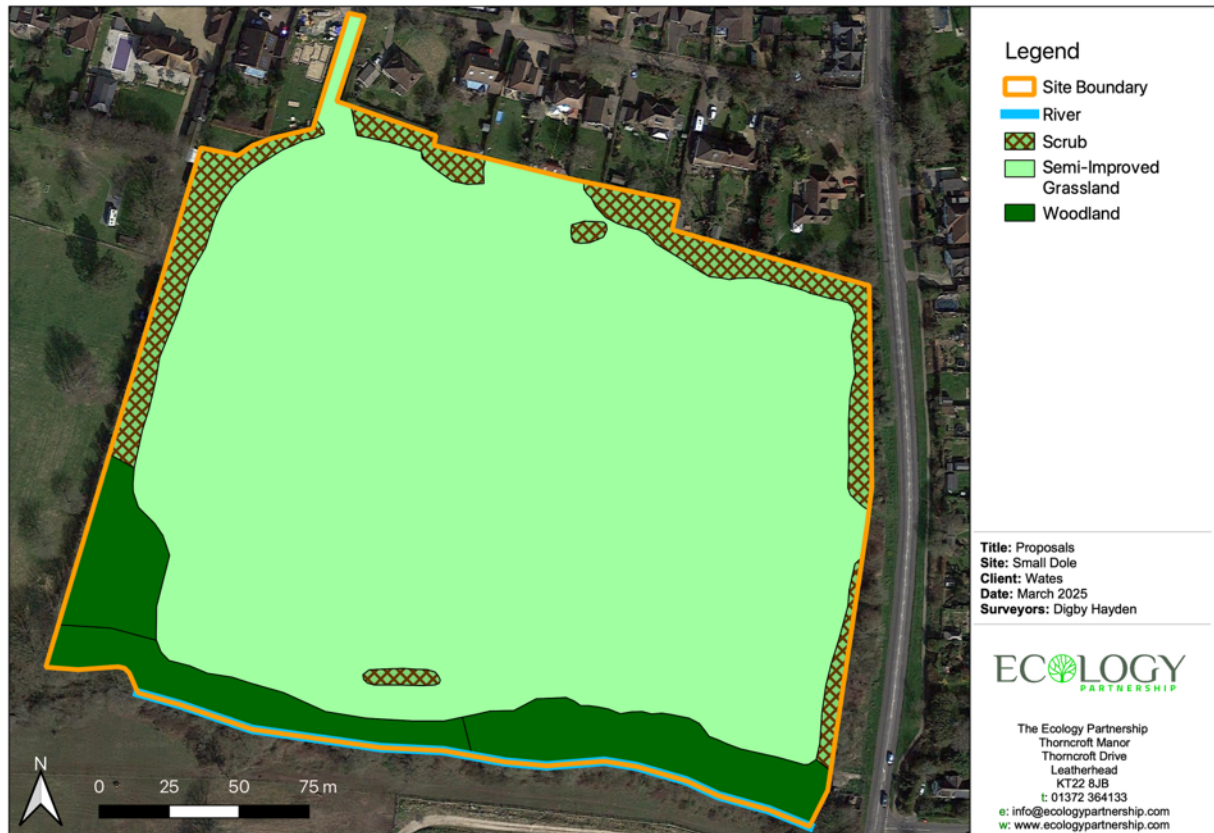 Legend
Site Boundary
River
Scrub
Semi-Improved
Grassland
Woodland
Title: Proposals
Site: Small Dole
Client: Wates
Date: March 2025
Surveyors: Digby Hayden
ECOLOGY
PARTNERSHIP
The Ecology Partnership
Thorncroft Manor
Thorncroft Drive
Leatherhead
KT22 8JB
t: 01372 364133
e: info@ecologypartnership.com
w: www.ecologypartnership.com
N
0 25 50 75 m